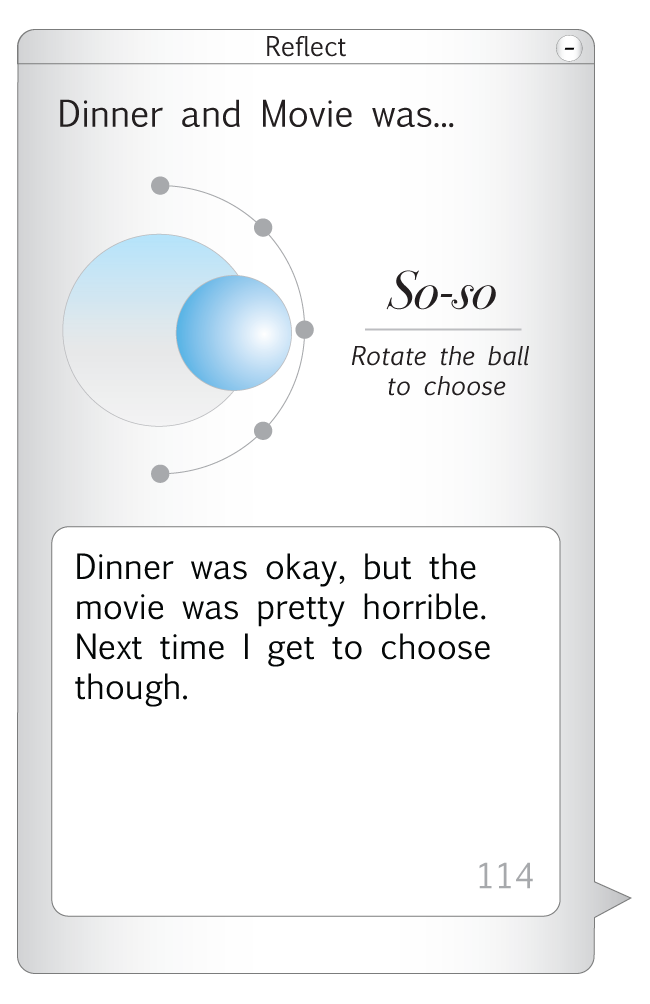 Reflect
-
Dinner and Movie was...
So-so
Rotate the ball
to choose
Dinner was okay, but the
movie was pretty horrible.
Next time I get to choose
though.
114